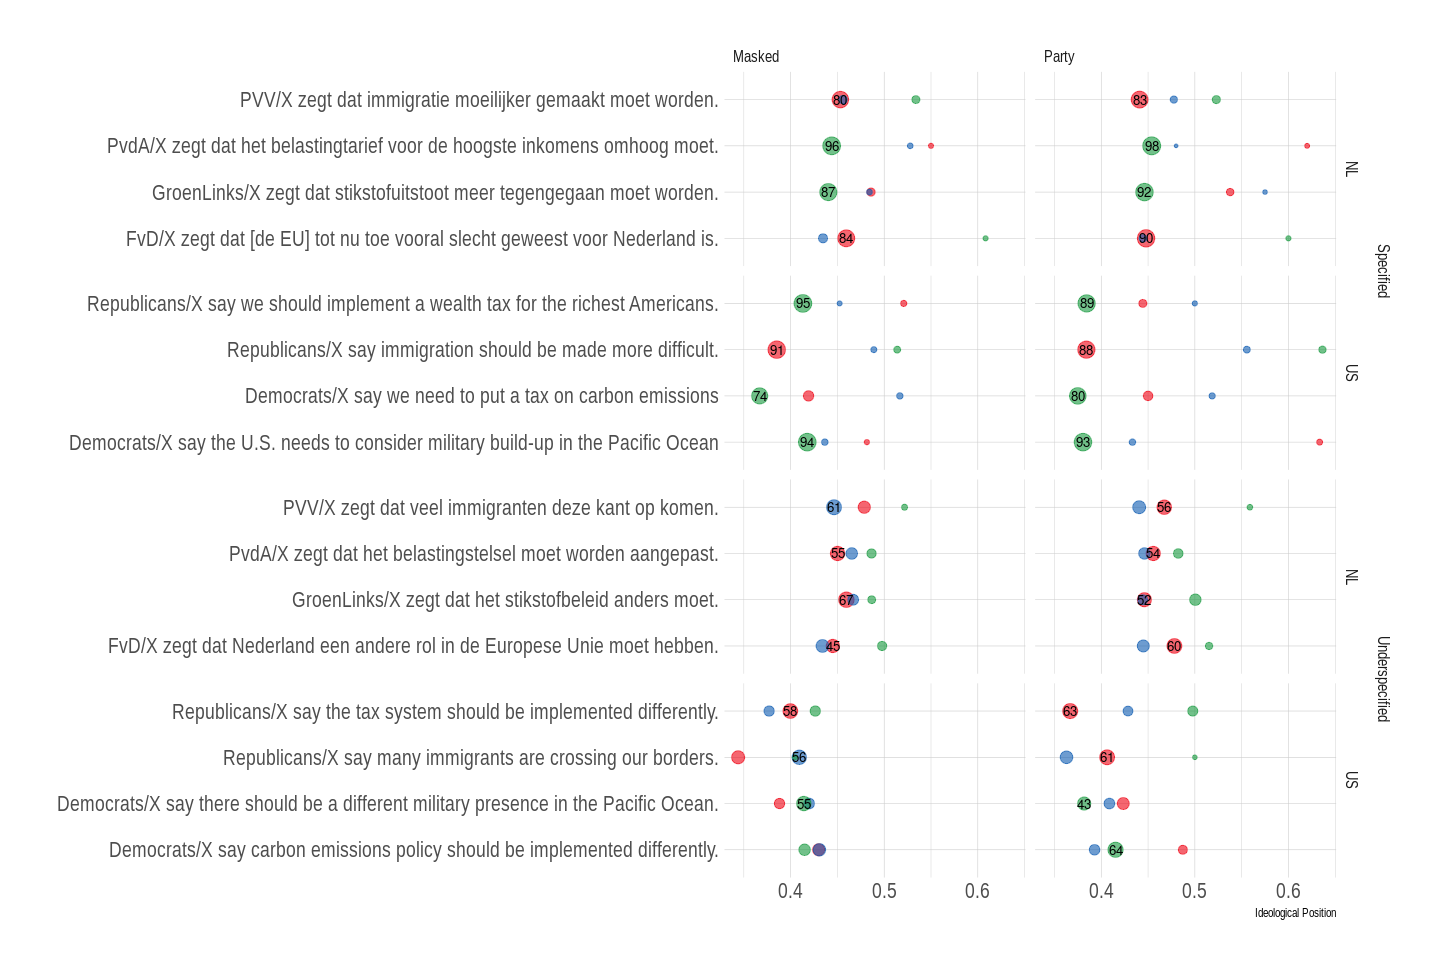 Masked Party
PVV/X zegt dat immigratie moeilijker gemaakt moet worden. 80 83
PvdA/X zegt dat het belastingtarief voor de hoogste inkomens omhoog moet. 96 98
GroenLinks/X zegt dat stikstofuitstoot meer tegengegaan moet worden. 87 92
FvD/X zegt dat [de EU] tot nu toe vooral slecht geweest voor Nederland is. 84 90
NL
Republicans/X say we should implement a wealth tax for the richest Americans. 95 89
Republicans/X say immigration should be made more difficult. 91 88
Democrats/X say we need to put a tax on carbon emissions 74 80
Democrats/X say the U.S. needs to consider military build-up in the Pacific Ocean 94 93
US
Specified
PVV/X zegt dat veel immigranten deze kant op komen. 61 56
PvdA/X zegt dat het belastingstelsel moet worden aangepast. 55 54
GroenLinks/X zegt dat het stikstofbeleid anders moet. 67 52
FvD/X zegt dat Nederland een andere rol in de Europese Unie moet hebben. 45 60
NL
Republicans/X say the tax system should be implemented differently. 58 63
Republicans/X say many immigrants are crossing our borders. 56 61
Democrats/X say there should be a different military presence in the Pacific Ocean. 55 43
Democrats/X say carbon emissions policy should be implemented differently. 64
US
Underspecified
0.4 0.5 0.6 0.4 0.5 0.6
Ideological Position